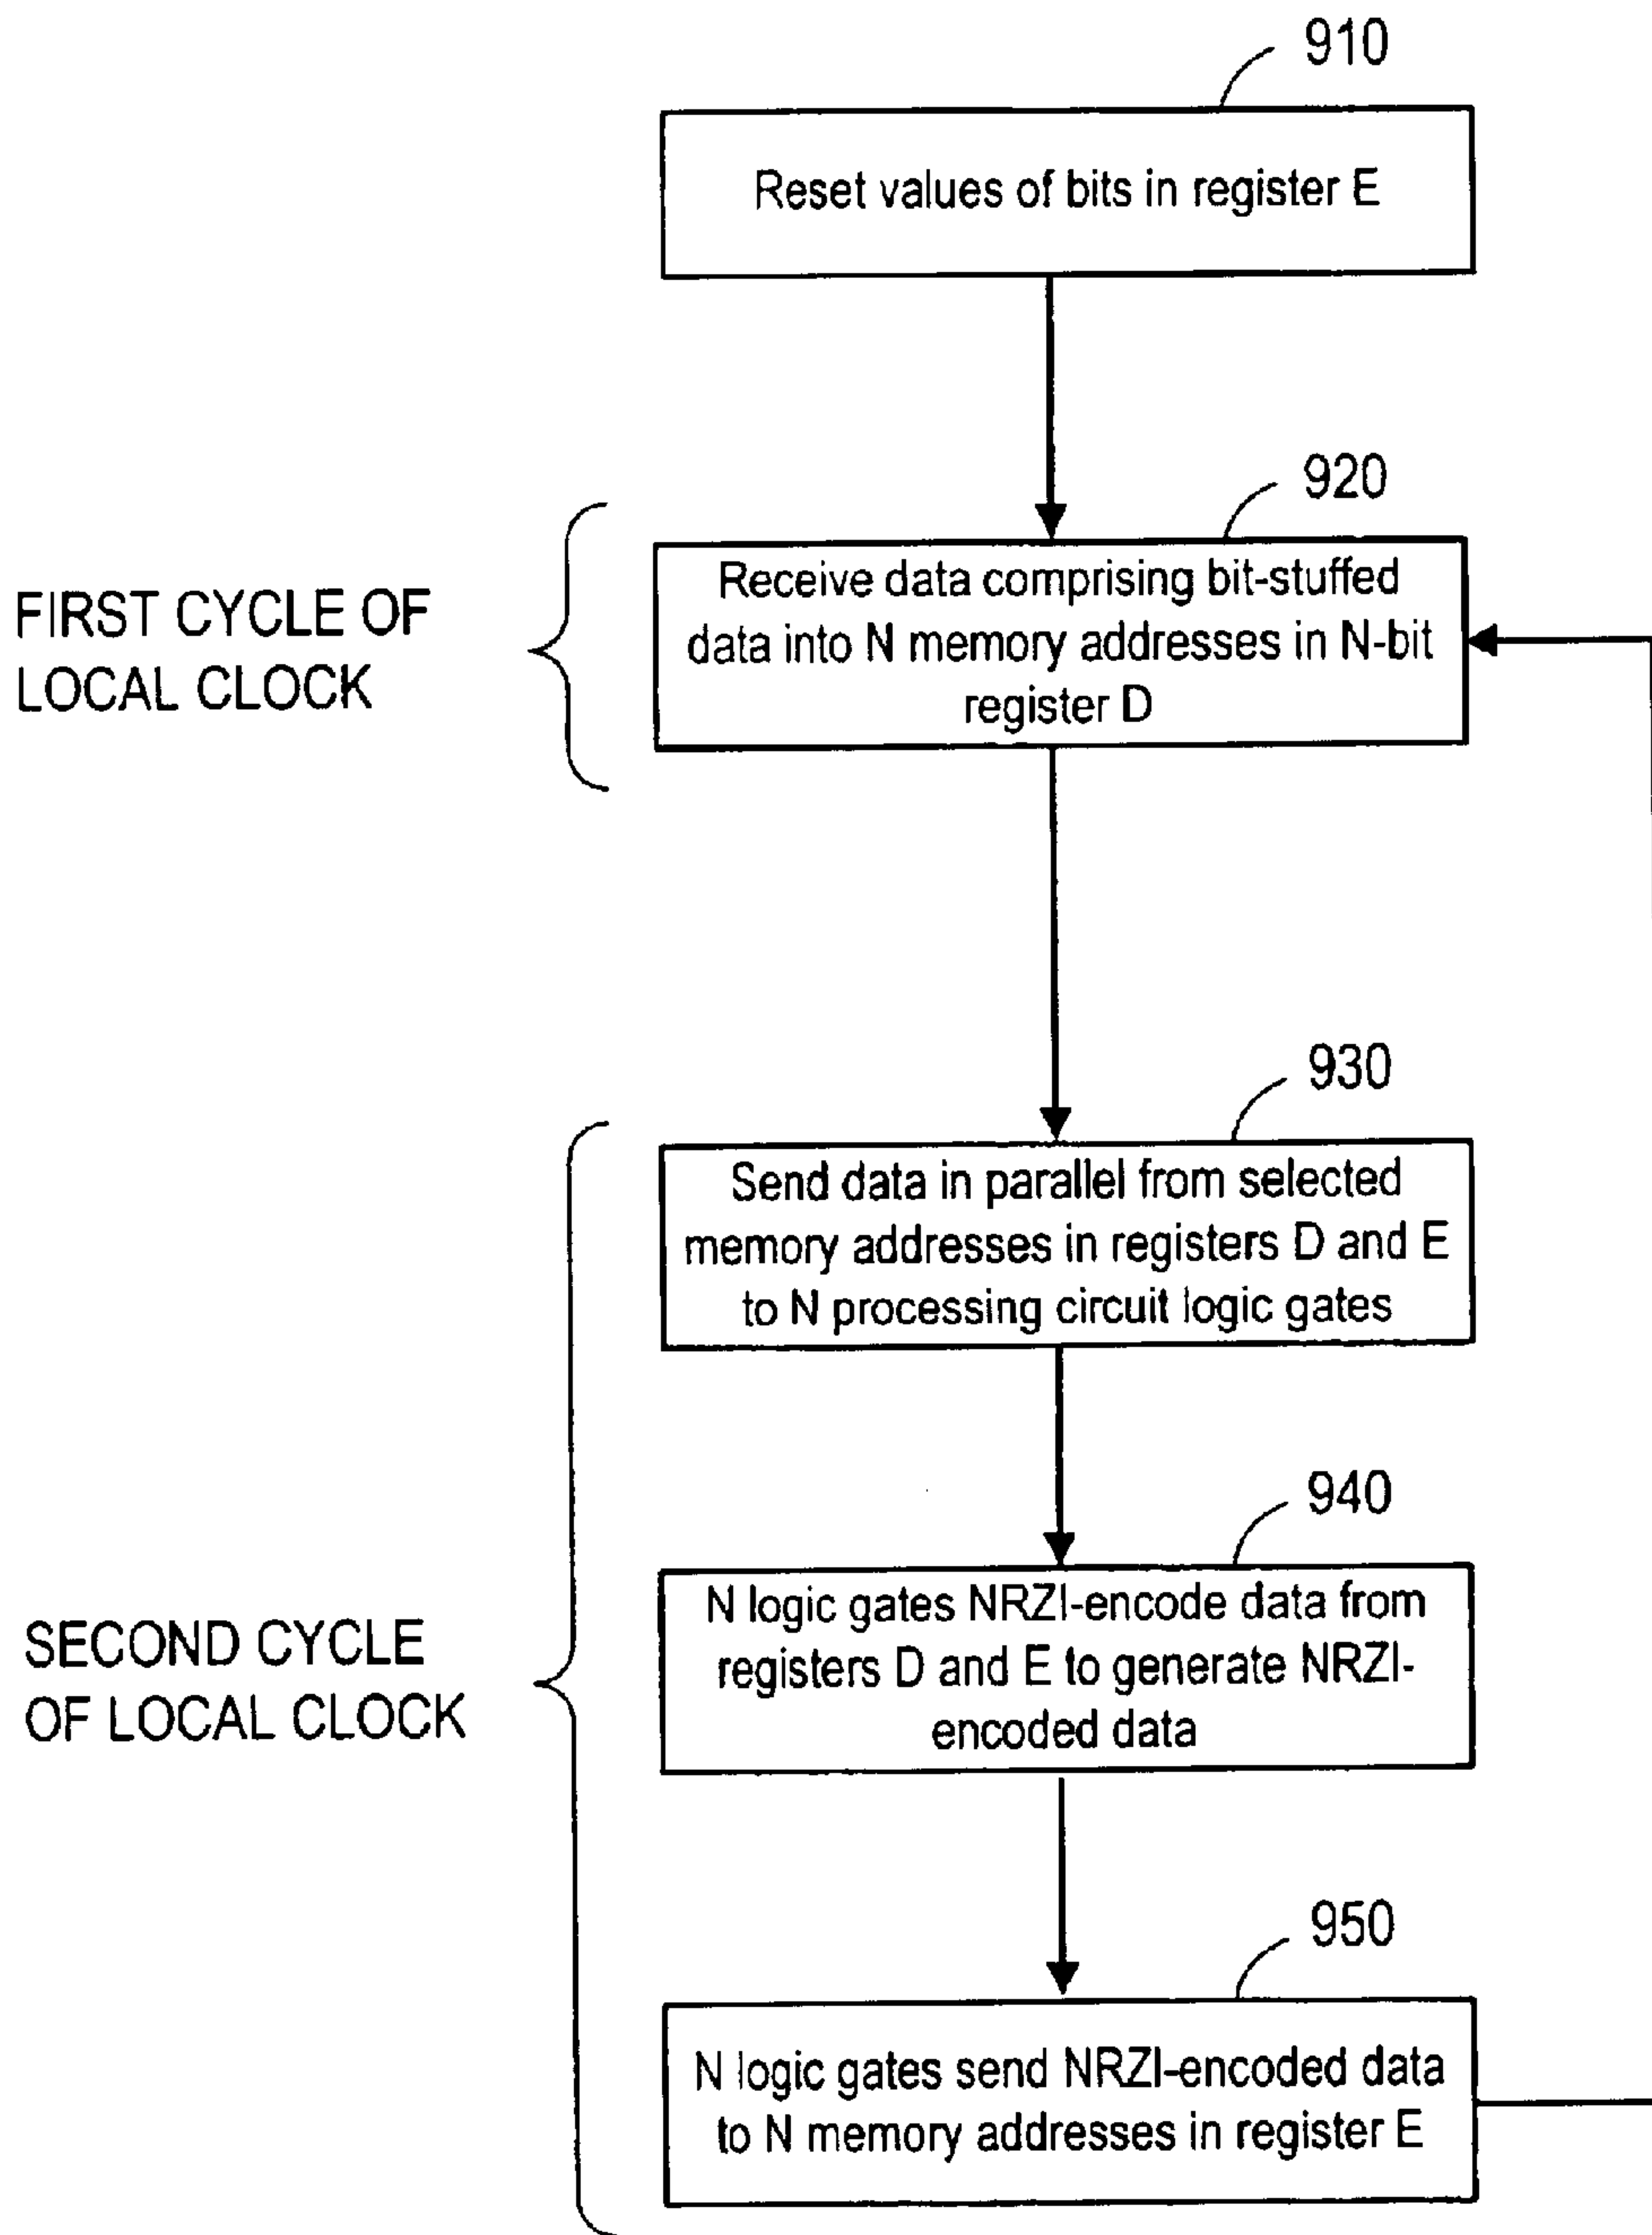 910
Reset values of bits in register E
920
FIRST CYCLE OF
LOCAL CLOCK
Receive data comprising bit-stuffed
data into N memory addresses in N-bit
register D
930
Send data in parallel from selected
memory addresses in registers D and E
to N processing circuit logic gates
940
SECOND CYCLE
OF LOCAL CLOCK
N logic gates NRZI-encode data from
registers D and E to generate NRZI-
encoded data
950
N logic gates send NRZI-encoded data
to N memory addresses in register E